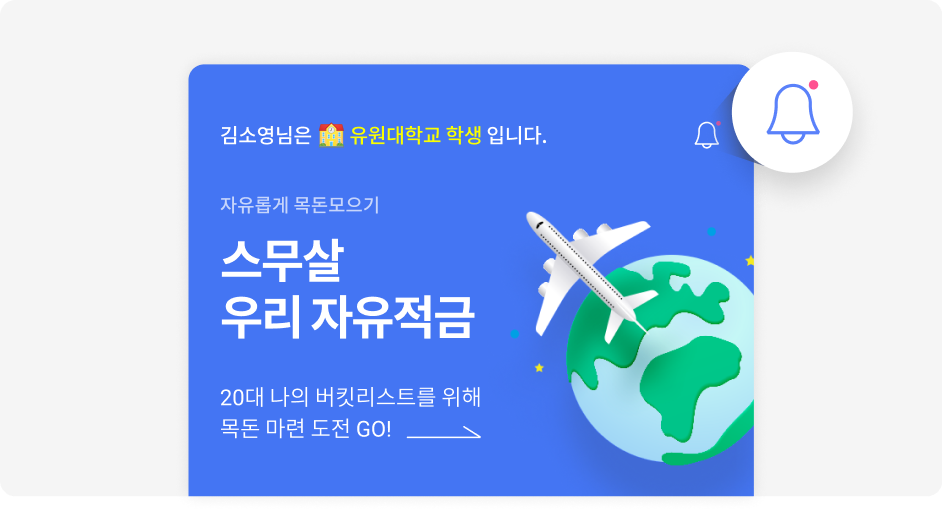 김소영님은 유원대학교 학생 입니다.
자유롭게 목돈모으기
스무살
우리 자유적금
20대 나의 버킷리스트를 위해
목돈 마련 도전 GO!